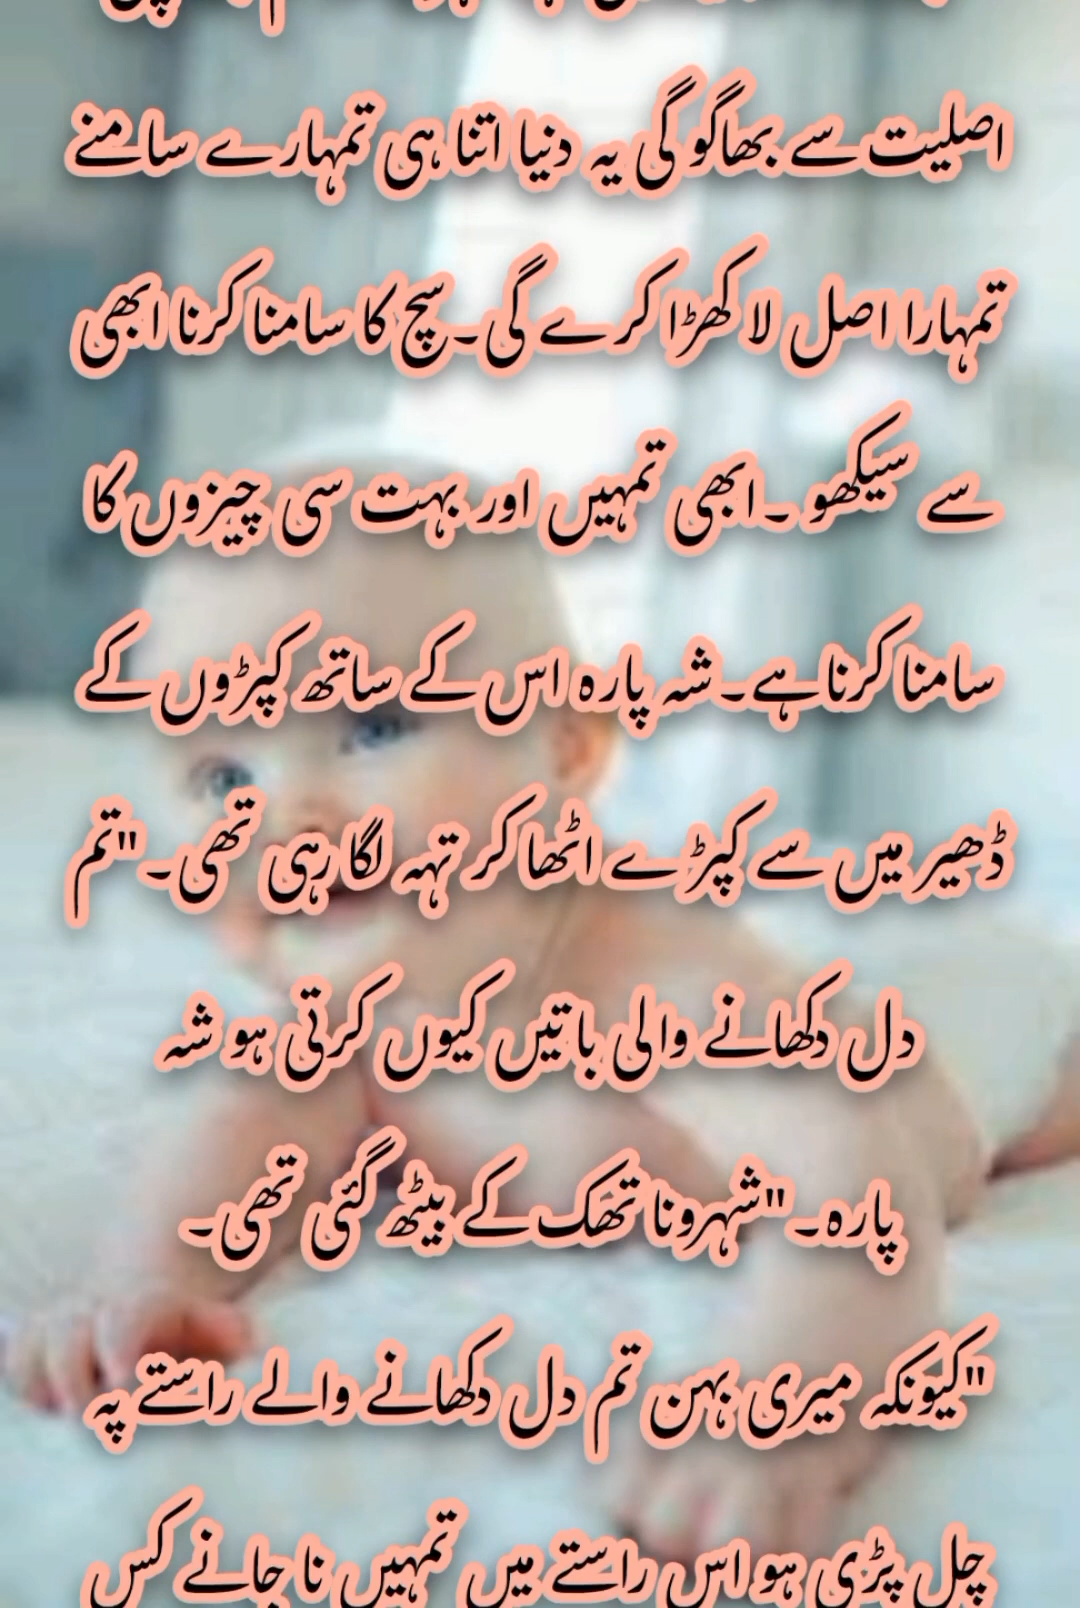 اصلیت سے بھاگو گی یہ دنیا اتنا ہی تمہارے سامنے
تمہارا اصل لا کھڑا کرے گی۔سچ کا سامنا کرنا ابھی
سے سیکھو۔ابھی تمہیں اور بہت سی چیزوں کا
سامنا کرنا ہے۔شہ پارہ اس کے ساتھ کپڑوں کے
ڈھیر میں سے کپڑے اٹھا کر تہہ لگا رہی تھی۔"تم
دل دکھانے والی باتیں کیوں کرتی ہو شہ
پارہ۔"شہرونا تھک کے بیٹھ گئی تھی۔
"کیونکہ میری بہن تم دل دکھانے والے راستے پہ
چل پڑی ہو اس راستے میں تمہیں نا جانے کس